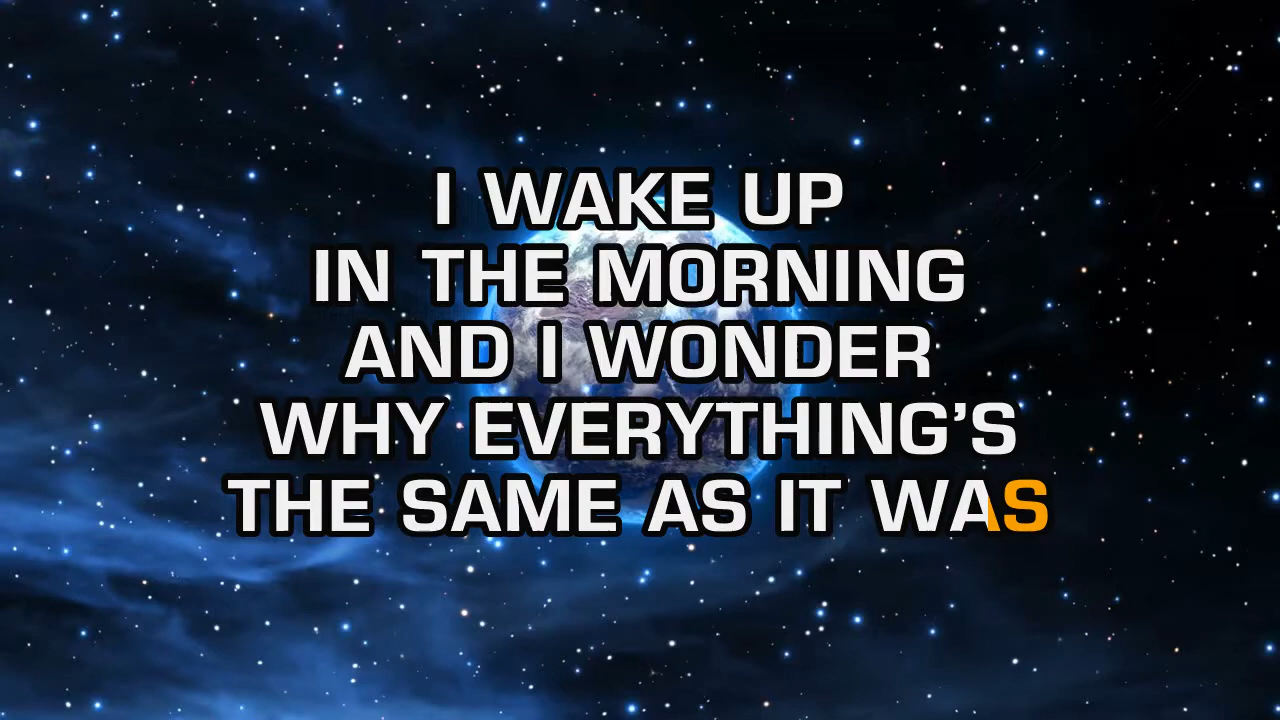 I WAKE UP
IN THE MORNING
AND I WONDER
WHY EVERYTHING’S
THE SAME AS IT WAS